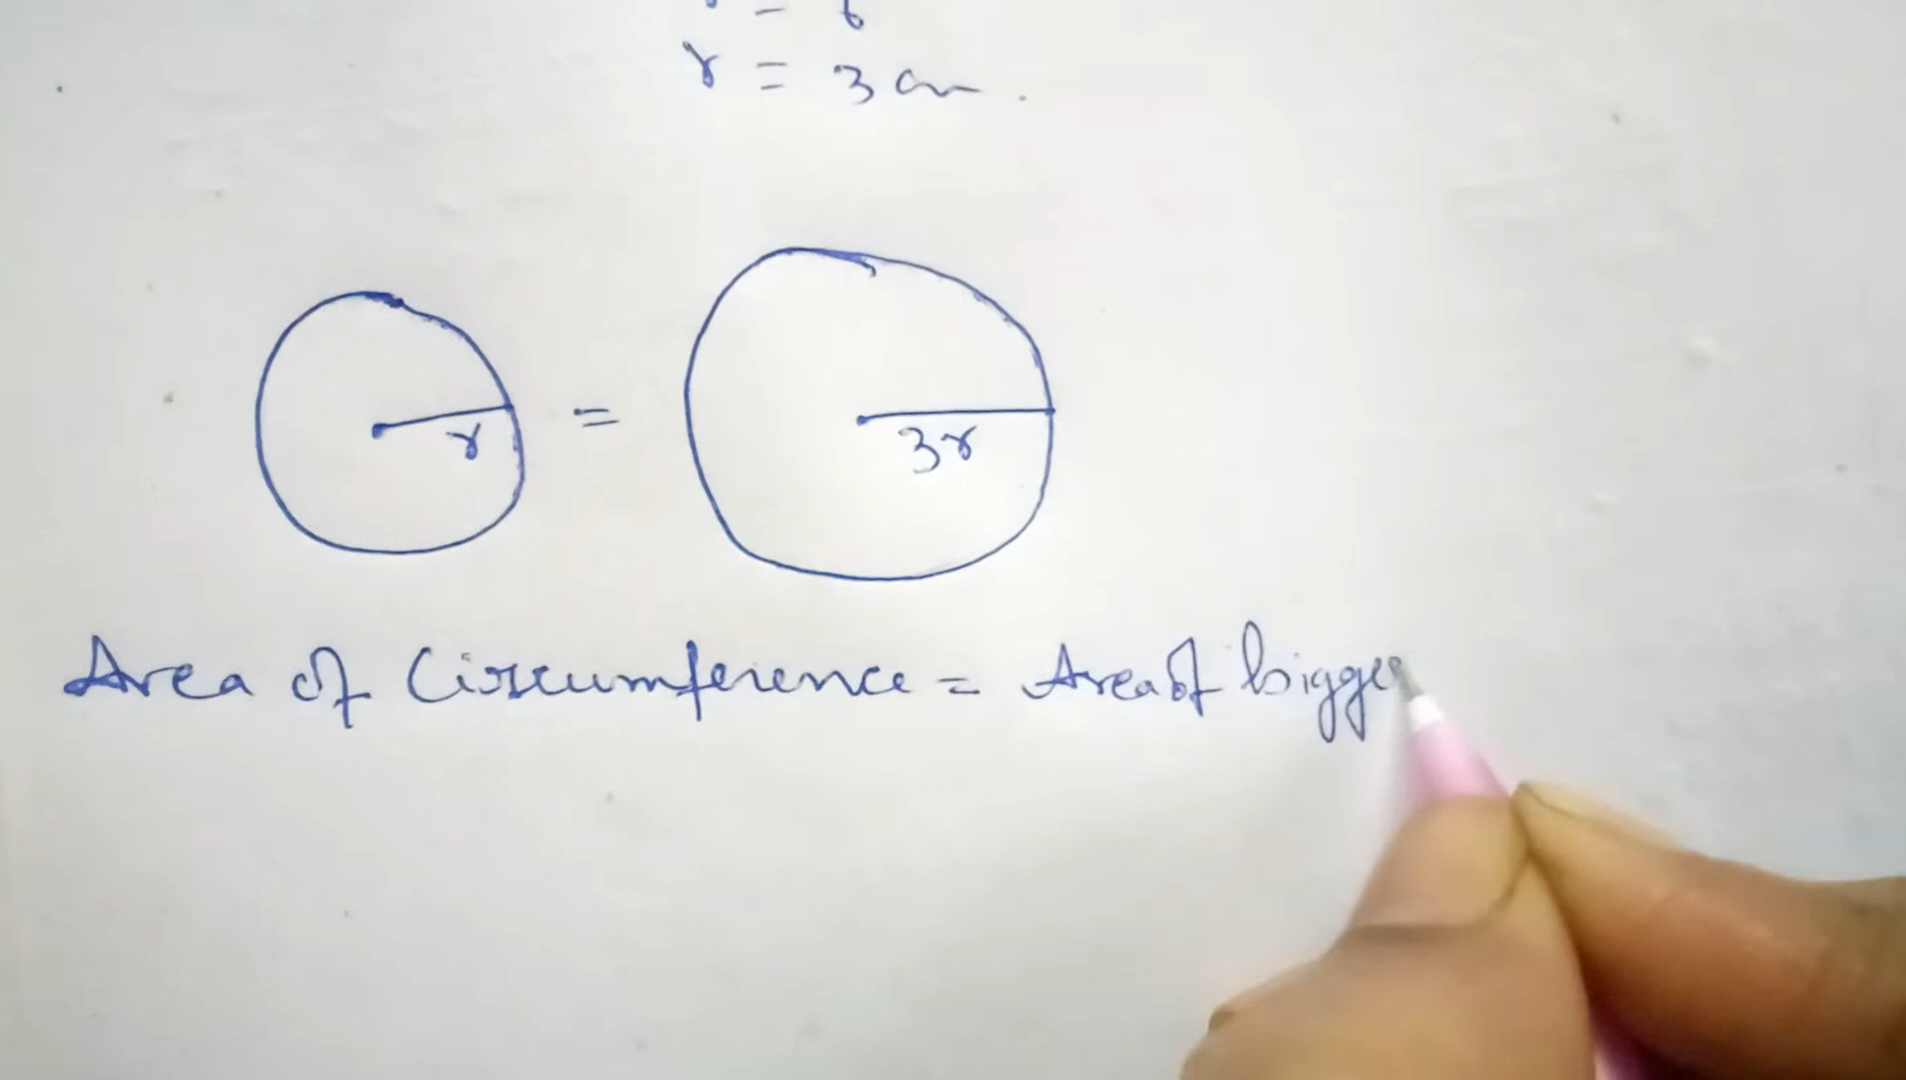 r = 3 cm.
r = 3r
Area of Circumference = Area of bigger